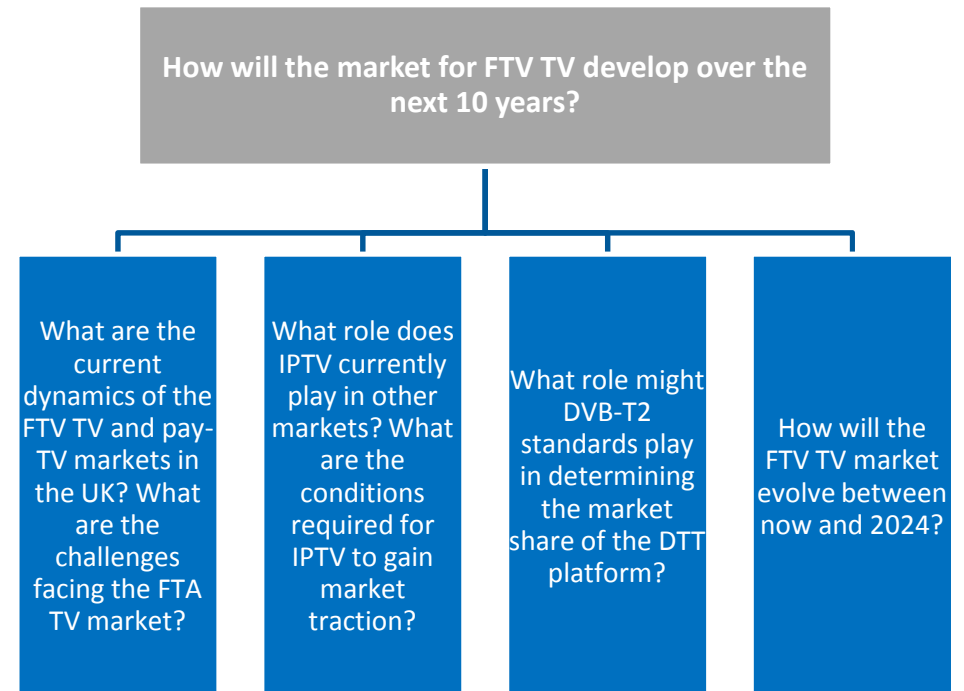 How will the market for FTV TV develop over the
next 10 years?
What are the
current
dynamics of the
FTV TV and pay-
TV markets in
the UK? What
are the
challenges
facing the FTA
TV market?
What role does
IPTV currently
play in other
markets? What
are the
conditions
required for
IPTV to gain
market
traction?
What role might
DVB-T2
standards play
in determining
the market
share of the DTT
platform?
How will the
FTV TV market
evolve between
now and 2024?